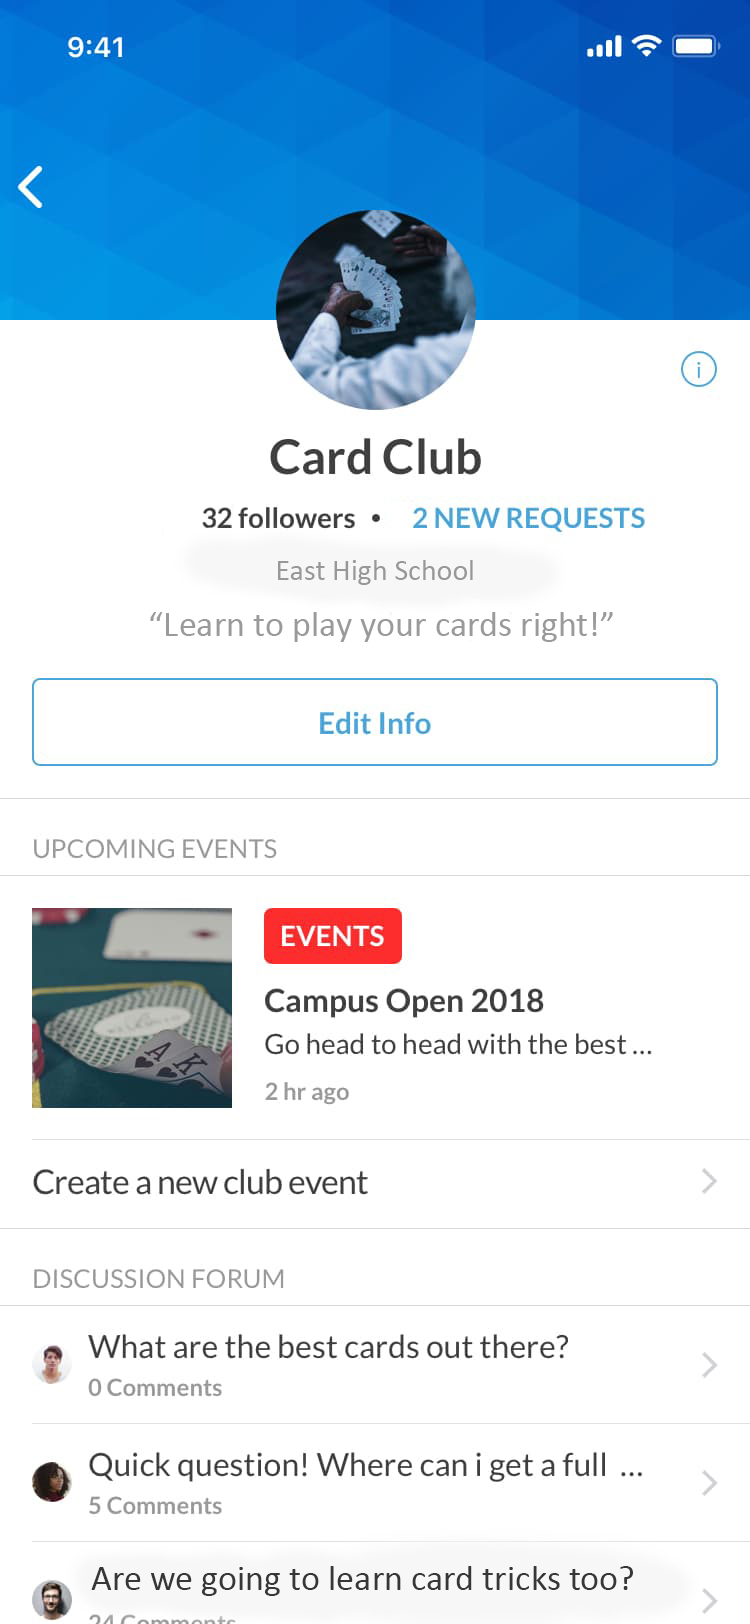 9:41
Card Club
32 followers • 2 NEW REQUESTS
East High School
“Learn to play your cards right!”
Edit Info
UPCOMING EVENTS
EVENTS
Campus Open 2018
Go head to head with the best ...
2 hr ago
A K
Create a new club event
DISCUSSION FORUM
What are the best cards out there?
0 Comments
Quick question! Where can i get a full ...
5 Comments
Are we going to learn card tricks too?
24 Comments